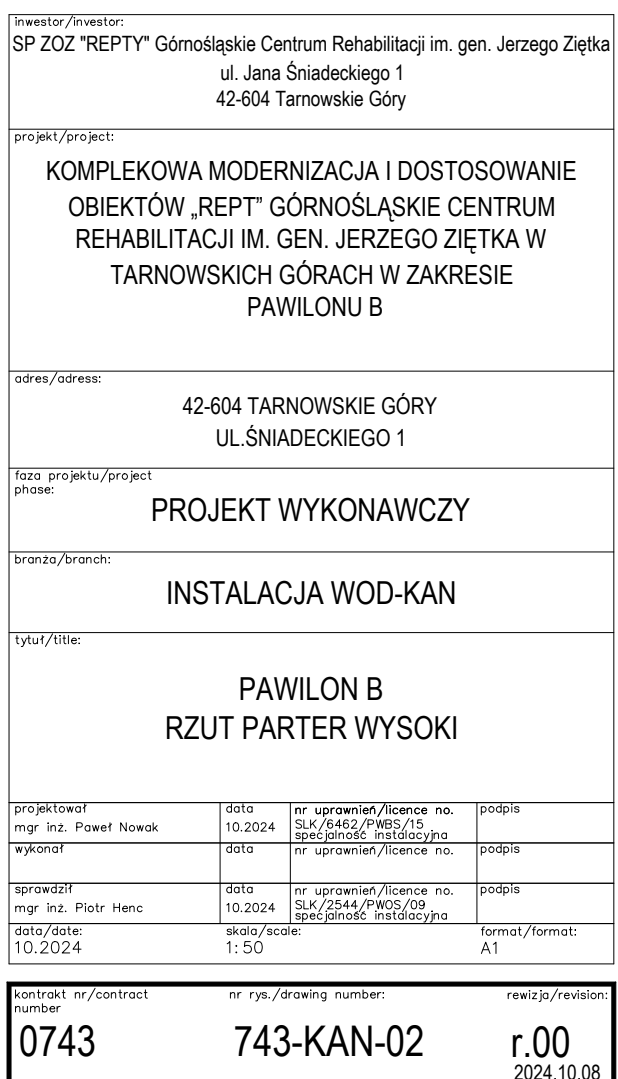 inwestor/investor:
SP ZOZ "REPTY" Górnośląskie Centrum Rehabilitacji im. gen. Jerzego Ziętka
ul. Jana Śniadeckiego 1
42-604 Tarnowskie Góry
projekt/project:
KOMPLEKOWA MODERNIZACJA I DOSTOSOWANIE
OBIEKTÓW „REPT” GÓRNOŚLĄSKIE CENTRUM
REHABILITACJI IM. GEN. JERZEGO ZIĘTKA W
TARNOWSKICH GÓRACH W ZAKRESIE
PAWILONU B
adres/adress:
42-604 TARNOWSKIE GÓRY
UL.ŚNIADECKIEGO 1
faza projektu/project
phase:
PROJEKT WYKONAWCZY
branża/branch:
INSTALACJA WOD-KAN
tytuł/title:
PAWILON B
RZUT PARTER WYSOKI
projektował data nr uprawnień/licence no. podpis
mgr inż. Paweł Nowak 10.2024 SLK/6462/PWBS/15
specjalność instalacyjna
wykonał data nr uprawnień/licence no. podpis
sprawdził data nr uprawnień/licence no. podpis
mgr inż. Piotr Henc 10.2024 SLK/2544/PWOS/09
specjalność instalacyjna
data/date: skala/scale: format/format:
10.2024 1:50 A1
kontrakt nr/contract nr rys./drawing number: rewizja/revision:
number
0743 743-KAN-02 r.00
2024.10.08